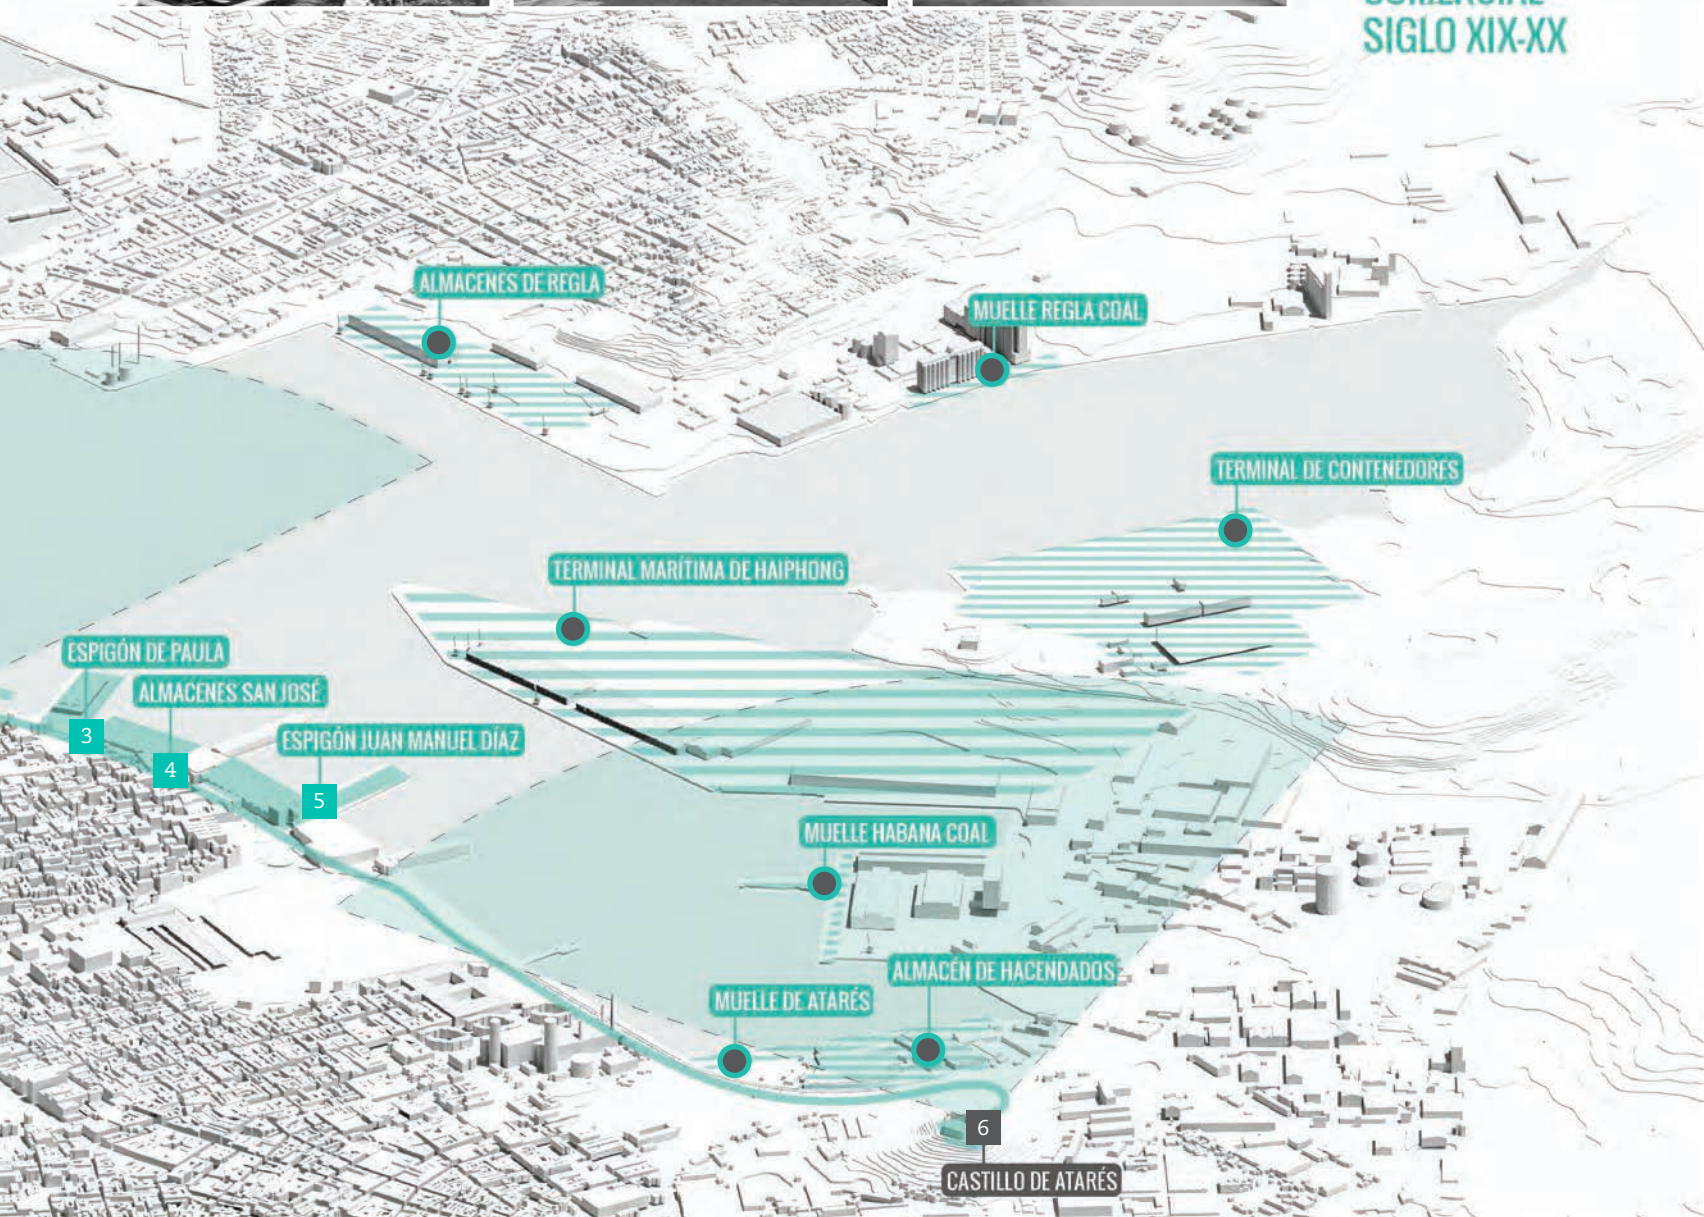 SIGLO XIX-XX
ALMACENES DE REGLA
MUELLE REGLA COAL
TERMINAL DE CONTENEDORES
TERMINAL MARÍTIMA DE HAIPHONG
ESPIGÓN DE PAULA
3
ALMACENES SAN JOSÉ
4
ESPIGÓN JUAN MANUEL DÍAZ
5
MUELLE HABANA COAL
ALMACÉN DE HACENDADOS
MUELLE DE ATARÉS
6
CASTILLO DE ATARÉS